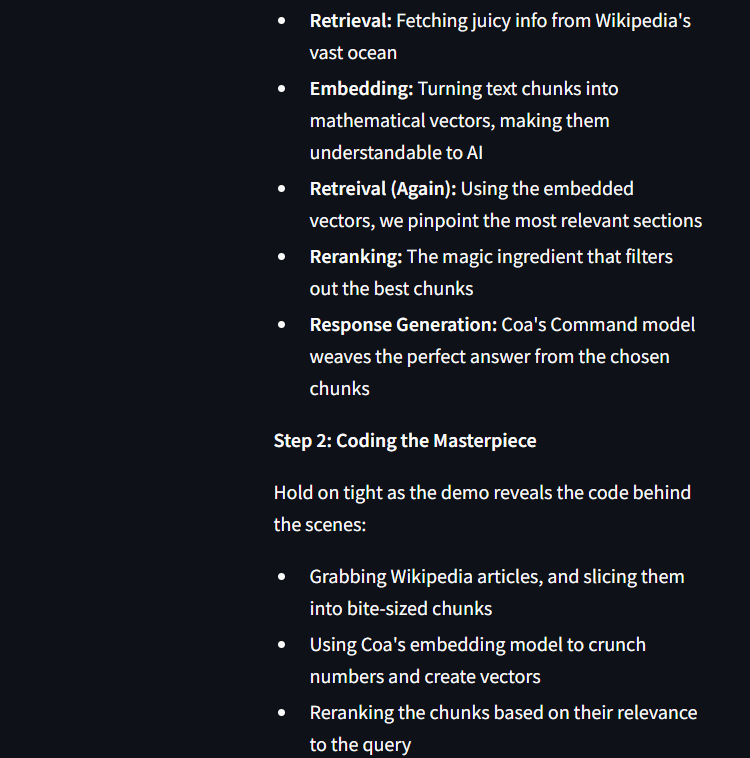 • Retrieval: Fetching juicy info from Wikipedia's
vast ocean
• Embedding: Turning text chunks into
mathematical vectors, making them
understandable to AI
• Retreival (Again): Using the embedded
vectors, we pinpoint the most relevant sections
• Reranking: The magic ingredient that filters
out the best chunks
• Response Generation: Coa's Command model
weaves the perfect answer from the chosen
chunks
Step 2: Coding the Masterpiece
Hold on tight as the demo reveals the code behind
the scenes:
• Grabbing Wikipedia articles, and slicing them
into bite-sized chunks
• Using Coa's embedding model to crunch
numbers and create vectors
• Reranking the chunks based on their relevance
to the query